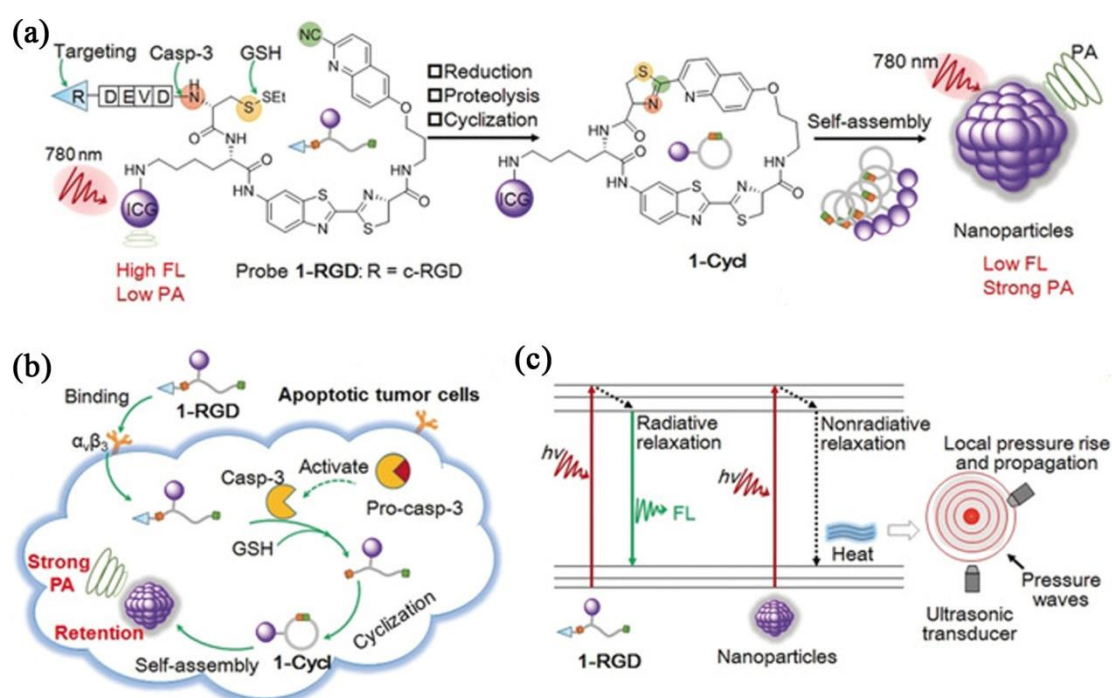 (a)
Targeting
Casp-3
GSH
R
D E V D
H
N
S
SEt
O
HN
O
NH
780 nm
HN
ICG
High FL
Low PA
NC
N
O
NH
O
N
S
N
S
Probe 1-RGD: R = c-RGD
Reduction
Proteolysis
Cyclization
S
N
N
O
O
HN
O
NH
HN
ICG
NH
O
N
S
N
S
1-Cycl
Self-assembly
780 nm
PA
Nanoparticles
Low FL
Strong PA
(b)
Binding
1-RGD
αvβ3
Apoptotic tumor cells
Casp-3
Activate
Pro-casp-3
GSH
Strong
PA
Retention
Cyclization
Self-assembly
1-Cycl
(c)
hν
Radiative
relaxation
FL
1-RGD
hν
Nonradiative
relaxation
Heat
Nanoparticles
Local pressure rise
and propagation
Pressure
waves
Ultrasonic
transducer